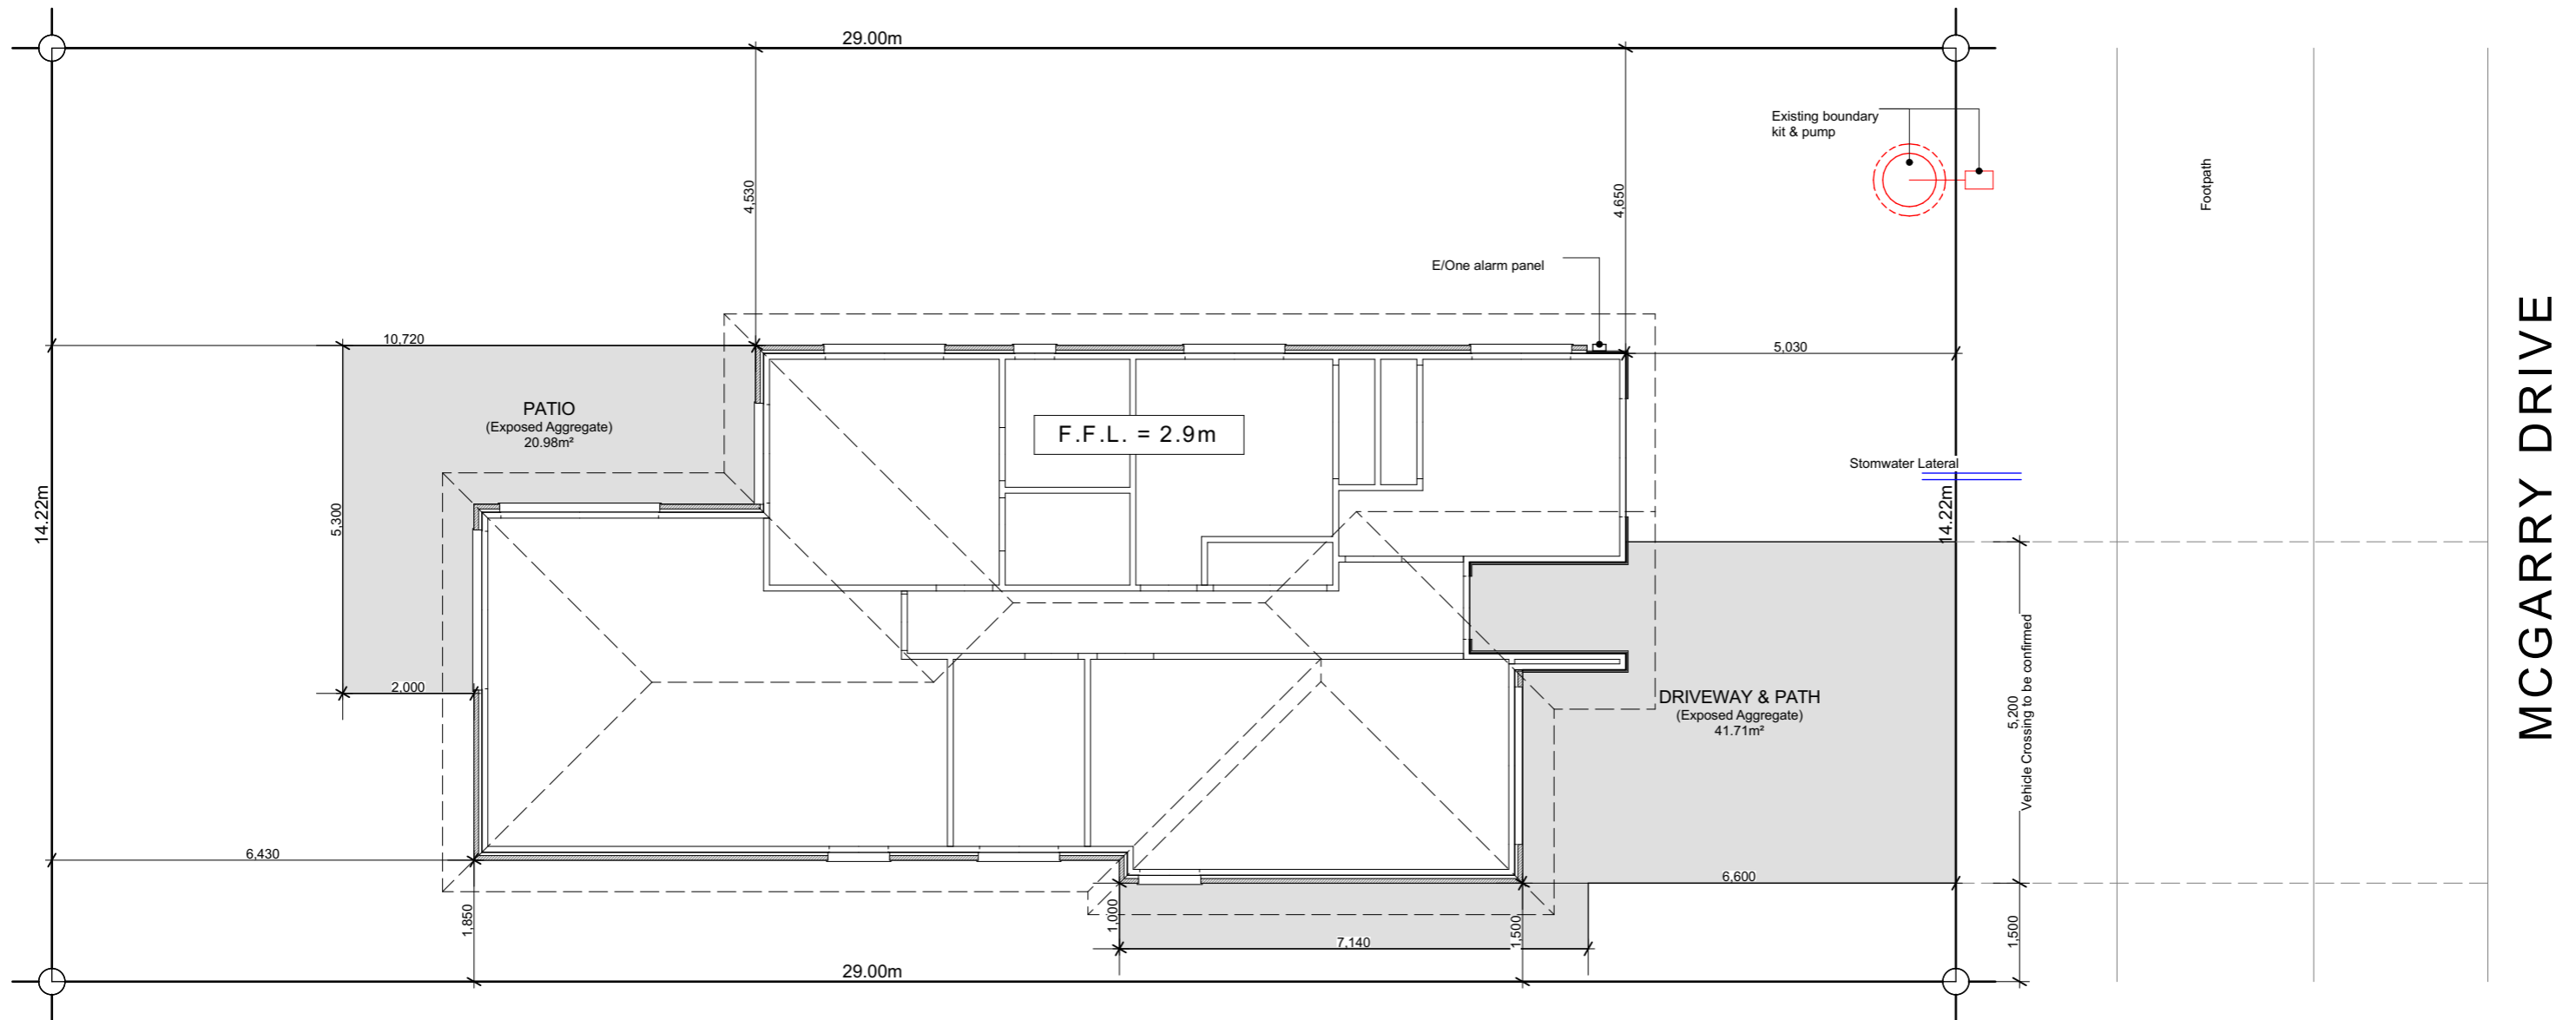 29.00m
Existing boundary
kit & pump
Footpath
4,530
4,650
E/One alarm panel
MCGARRY DRIVE
10,720
5,030
PATIO
(Exposed Aggregate)
20.98m²
F.F.L. = 2.9m
Stomwater Lateral
14.22m
5,300
14.22m
2,000
DRIVEWAY & PATH
(Exposed Aggregate)
41.71m²
5,200
Vehicle Crossing to be confirmed
6,430
6,600
1,850
1,000
1,500
1,500
7,140
29.00m